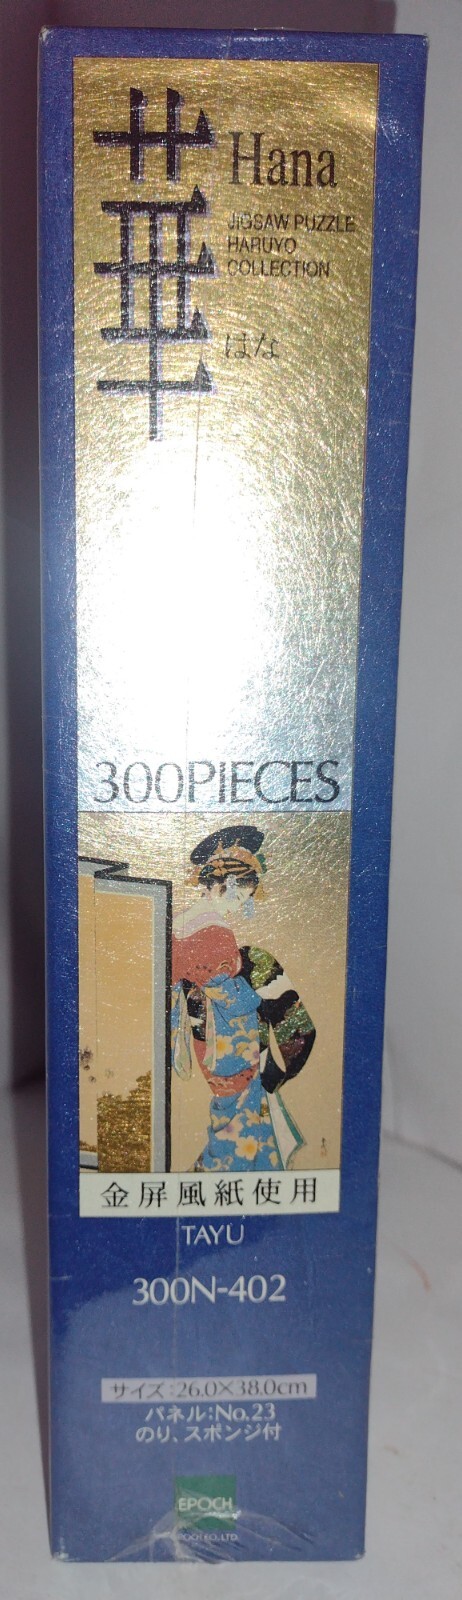 華
Hana
JIGSAW PUZZLE
HARUYO
COLLECTION
はな
300PIECES
金屏風紙使用
TAYU
300N-402
サイズ:26.0×38.0cm
パネル:No.23
のり、スポンジ付
EPOCH
CO., LTD.